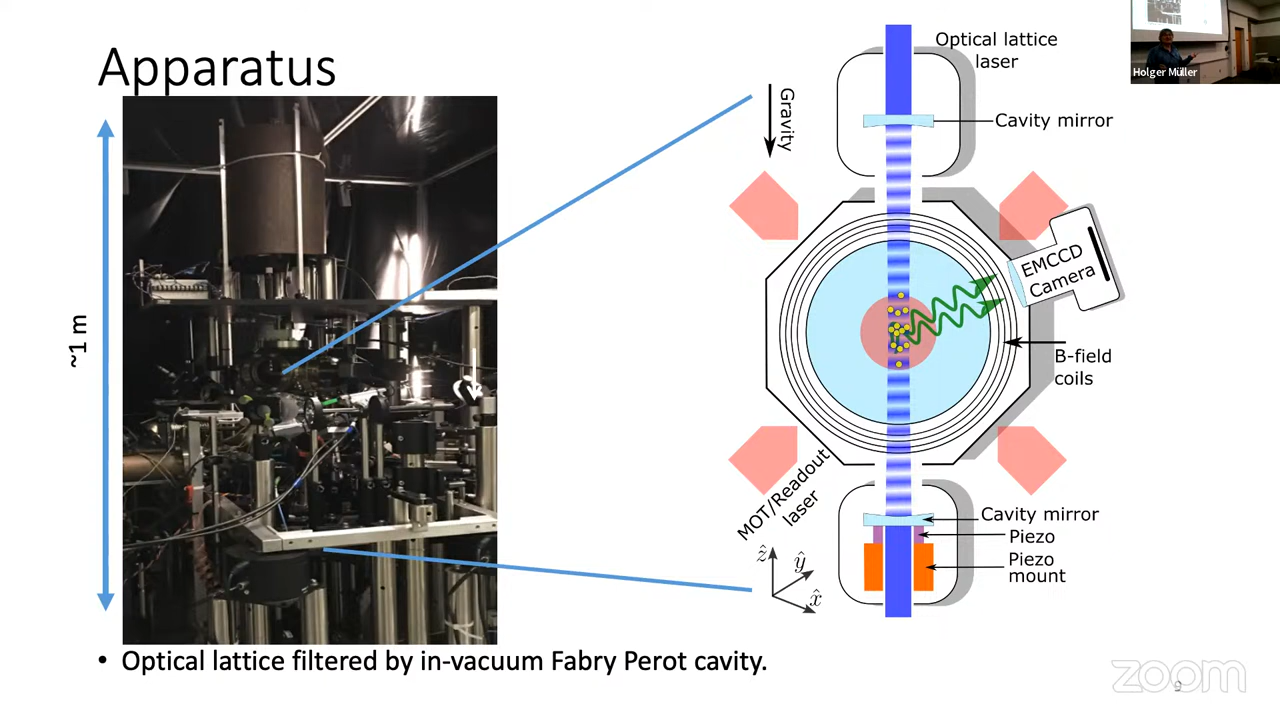 Apparatus
~1 m
Optical lattice
laser
Gravity
Cavity mirror
EMCCD
Camera
B-field
coils
MOT/Readout
laser
Cavity mirror
Piezo
Piezo
mount
ẑ
ŷ
x̂
• Optical lattice filtered by in-vacuum Fabry Perot cavity.
Holger Müller
zoom
9